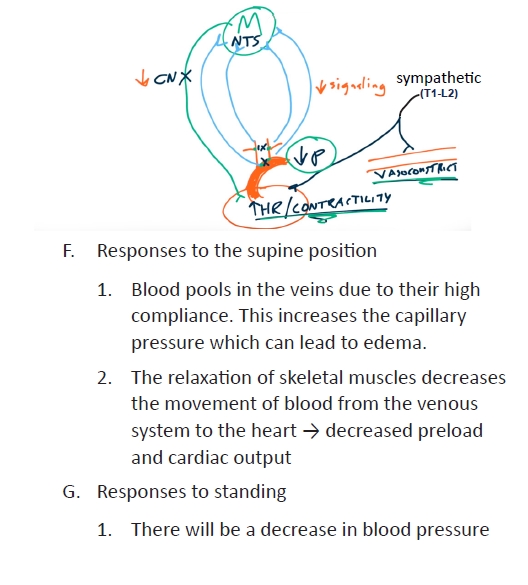 M
NTS
↓ CNX
↓ signaling
sympathetic
(T1-L2)
IX
X
↓P
VASOCONSTRICT
↑HR/CONTRACTILITY
F. Responses to the supine position
1. Blood pools in the veins due to their high
compliance. This increases the capillary
pressure which can lead to edema.
2. The relaxation of skeletal muscles decreases
the movement of blood from the venous
system to the heart → decreased preload
and cardiac output
G. Responses to standing
1. There will be a decrease in blood pressure